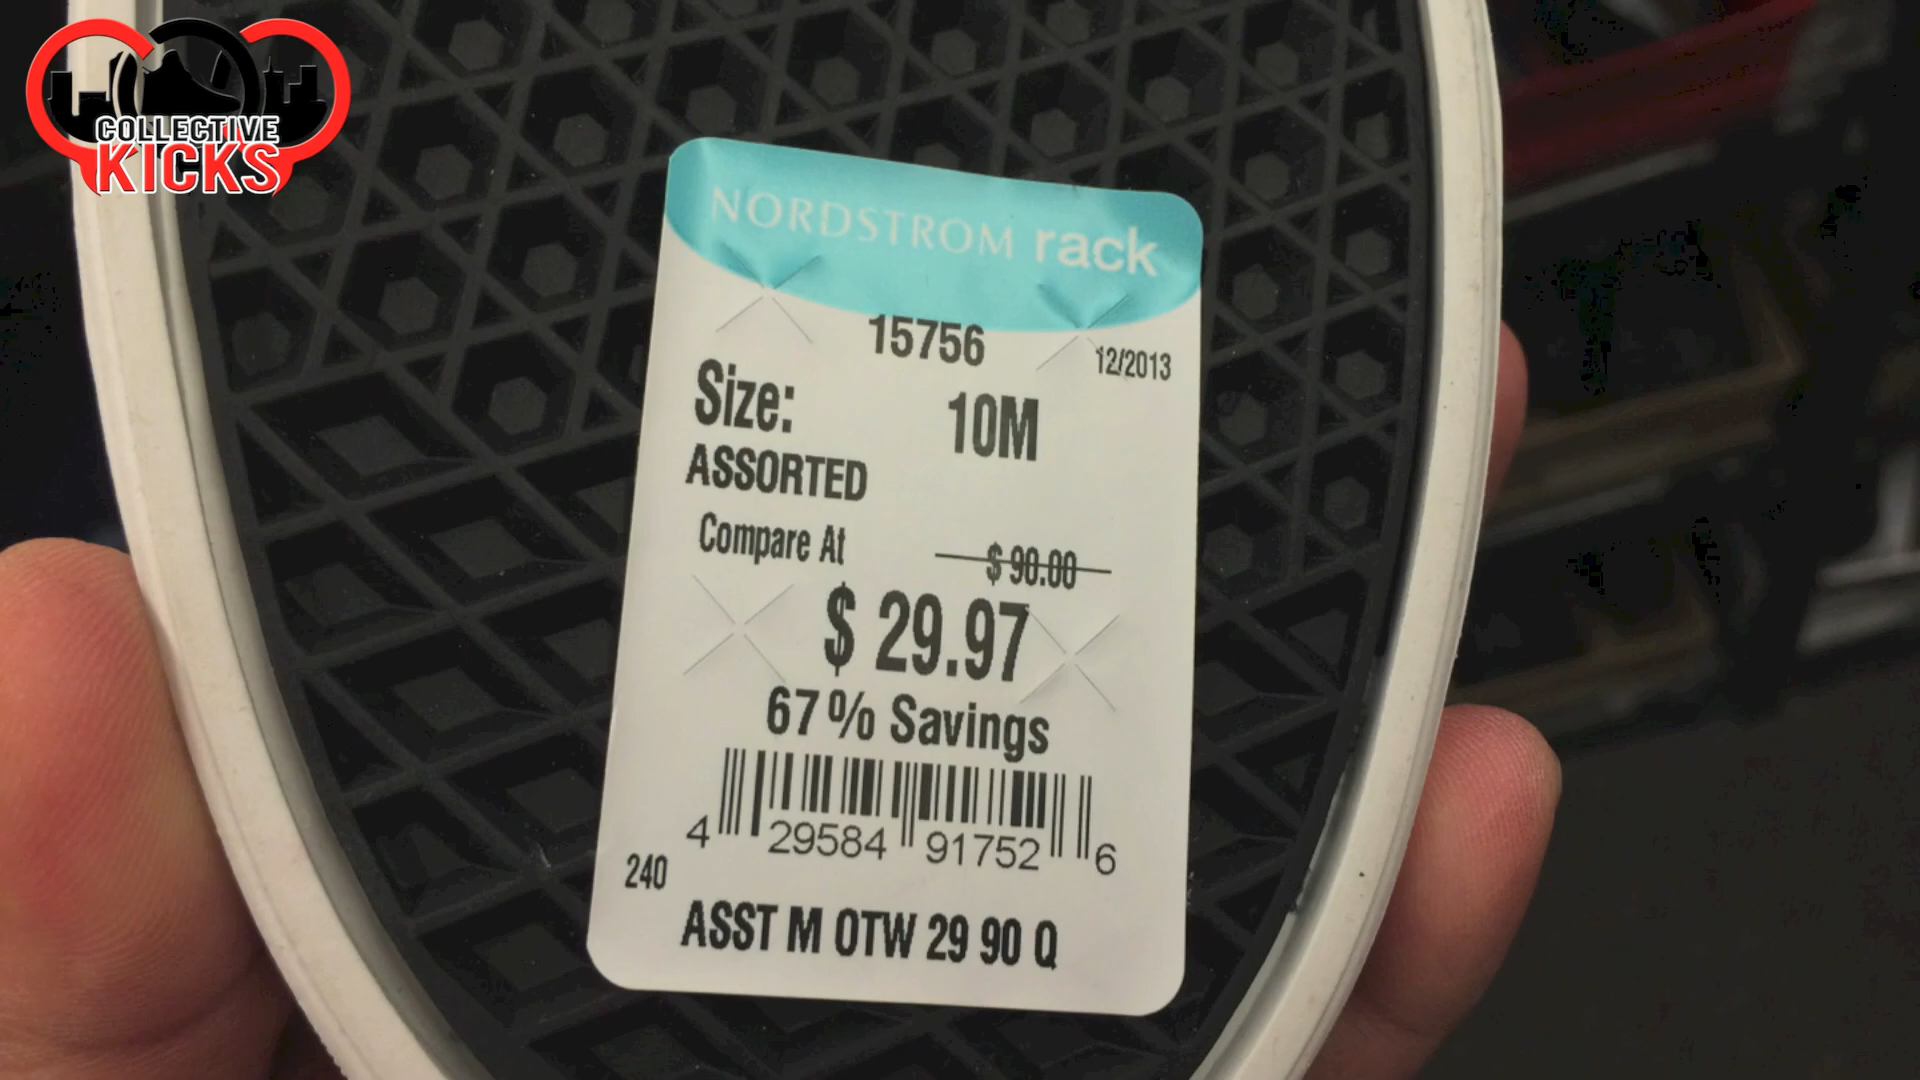 COLLECTIVE
KICKS
NORDSTROM rack
15756
12/2013
Size: 10M
ASSORTED
Compare At $ 90.00
$ 29.97
67% Savings
4 29584 91752 6
240
ASST M OTW 29 90 Q